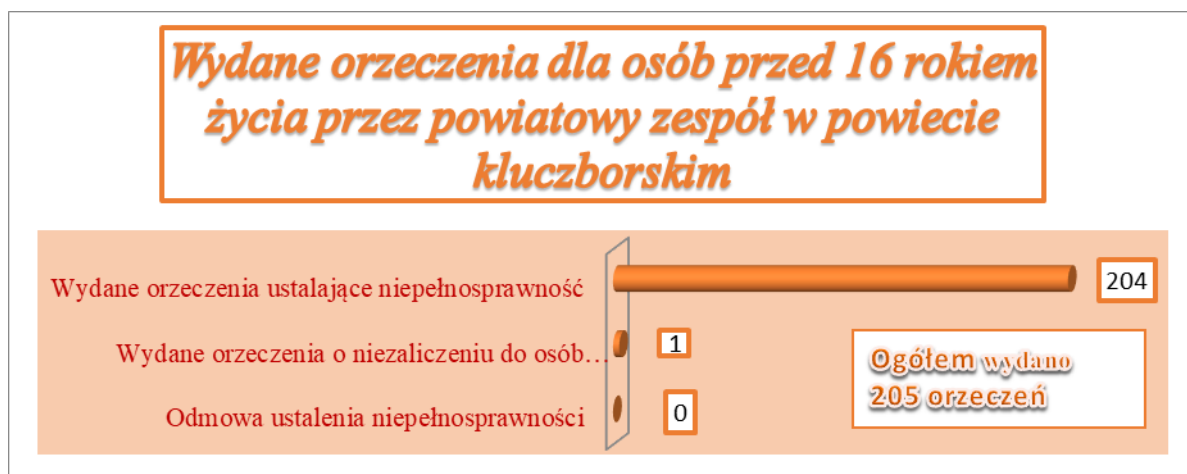 Wydane orzeczenia dla osób przed 16 rokiem
życia przez powiatowy zespół w powiecie
kluczborskim
Wydane orzeczenia ustalające niepełnosprawność
204
Wydane orzeczenia o niezaliczeniu do osób…
1
Odmowa ustalenia niepełnosprawności
0
Ogółem wydano
205 orzeczeń